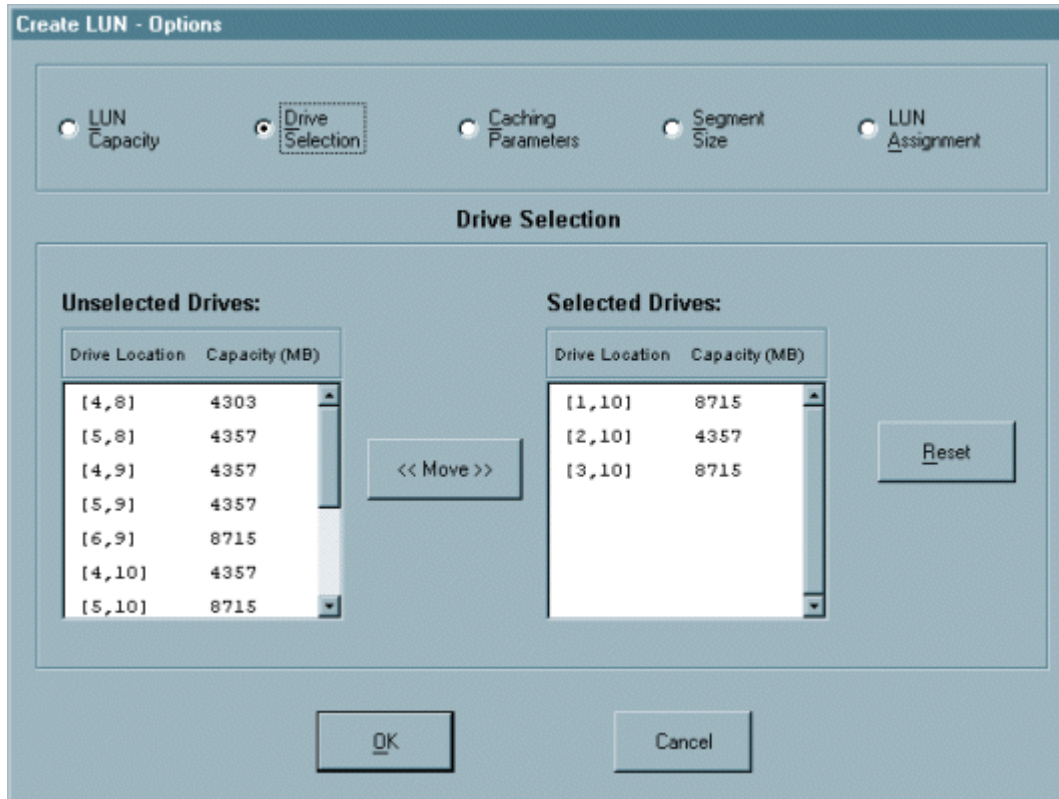 Create LUN - Options
LUN Capacity
Drive Selection
Caching Parameters
Segment Size
LUN Assignment
Drive Selection
Unselected Drives:
Drive Location Capacity (MB)
[4,8] 4303
[5,8] 4357
[4,9] 4357
[5,9] 4357
[6,9] 8715
[4,10] 4357
[5,10] 8715
<< Move >>
Selected Drives:
Drive Location Capacity (MB)
[1,10] 8715
[2,10] 4357
[3,10] 8715
Reset
OK
Cancel